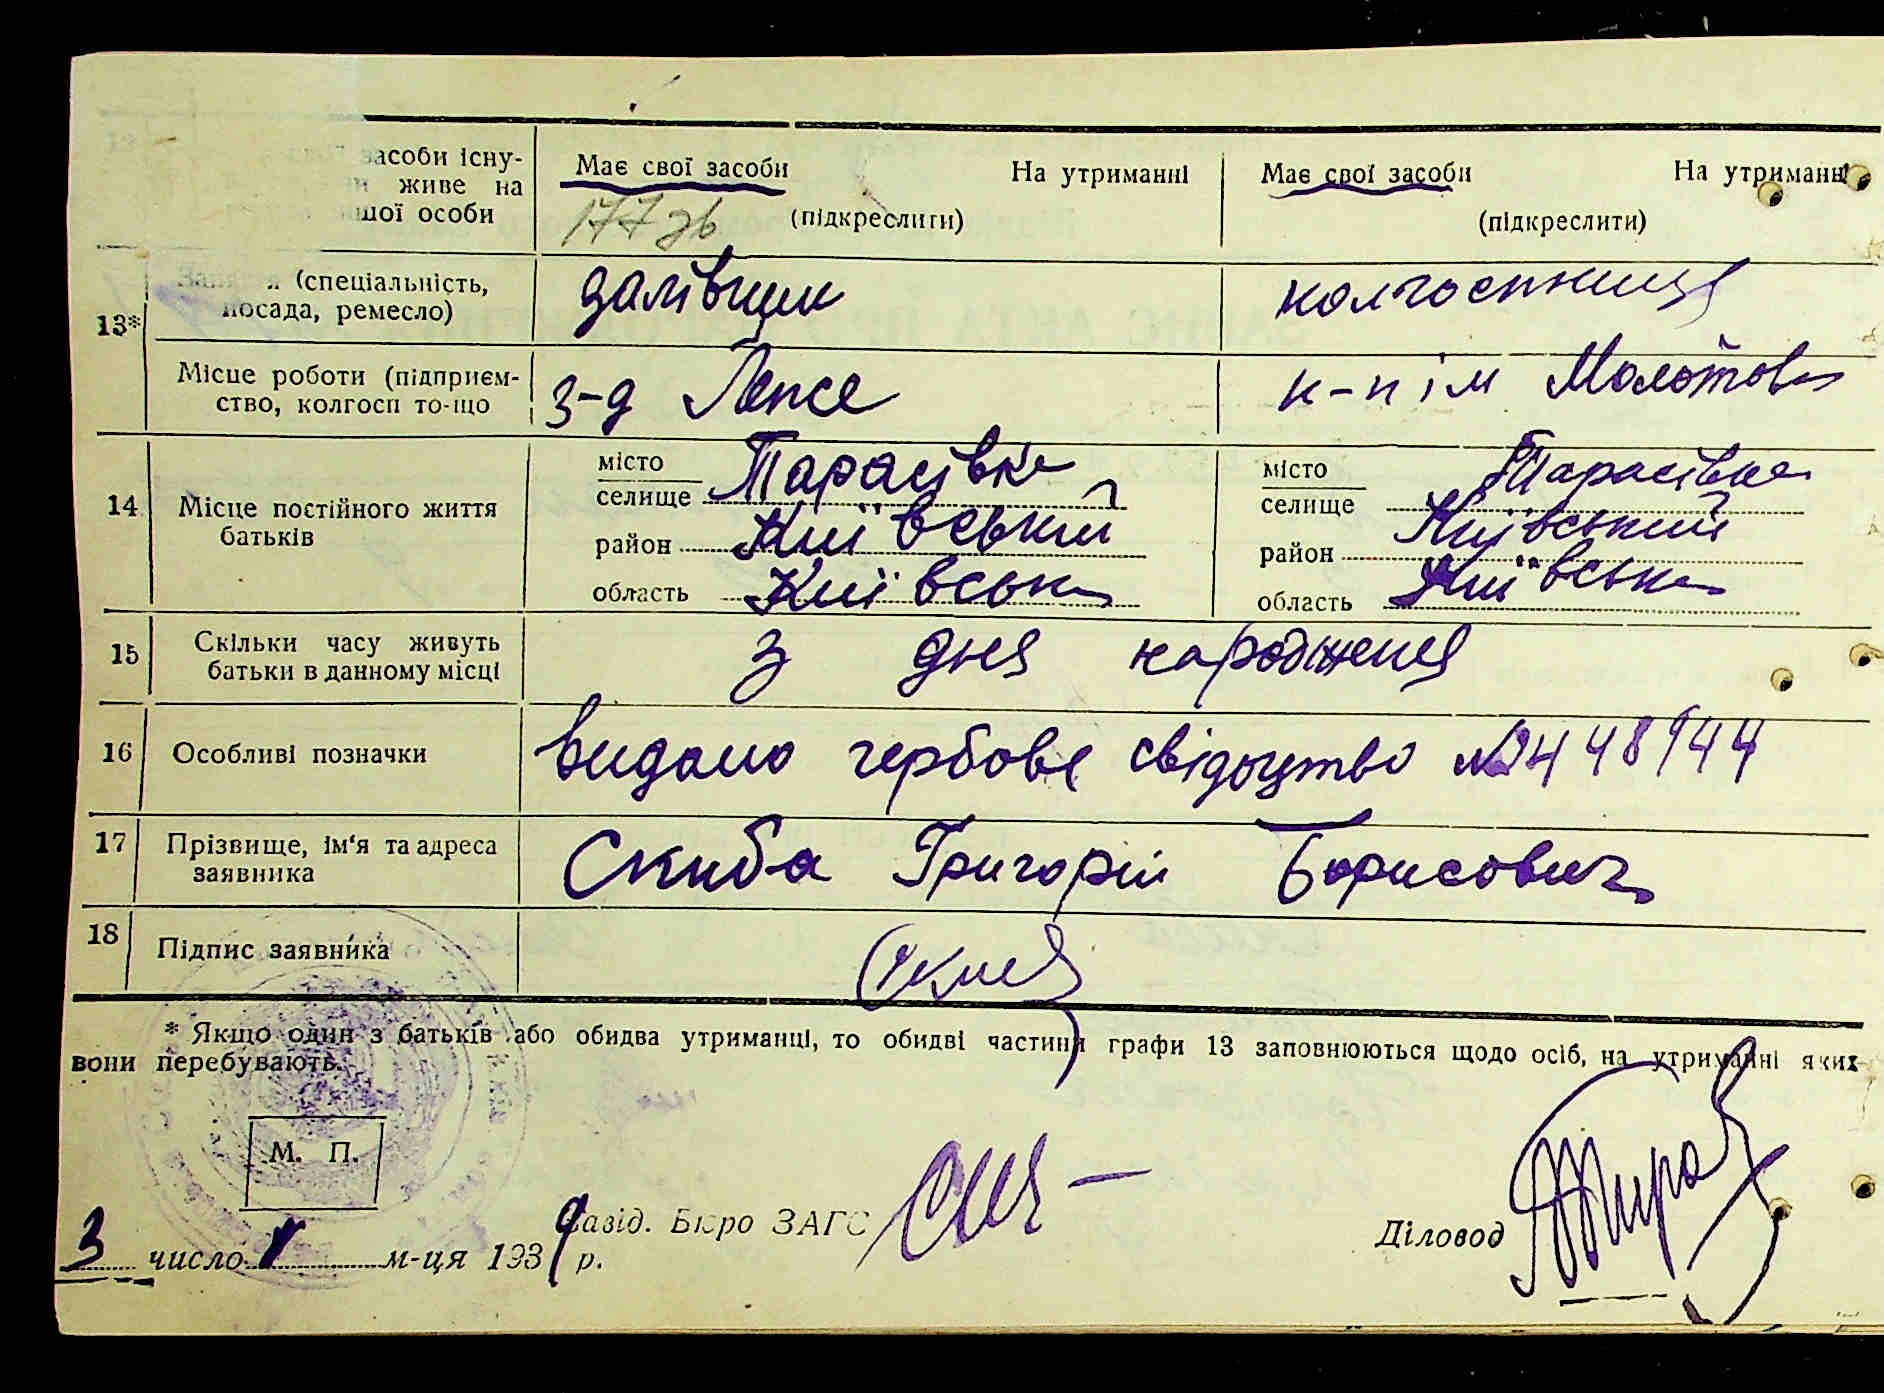 засоби існу-
живе на
шої особи
Має свої засоби На утриманні
(підкреслити)
177 зв
Має свої засоби На утриманні
(підкреслити)
13*
(спеціальність,
посада, ремесло)
залівщик
колгоспниця
Місце роботи (підприєм-
ство, колгосп то-що
з-д Лепсе
к-п ім Молотова
14
Місце постійного життя
батьків
місто
селище Тарасівка
район Київський
область Київська
місто
селище Тарасівка
район Київський
область Київська
15
Скільки часу живуть
батьки в данному місці
з дня народження
16 Особливі позначки
видано гербове свідоцтво №
17
Прізвище, ім'я та адреса
заявника
Скиба Григорій Борисович
18
Підпис заявника
* Якщо один з батьків або обидва утриманці, то обидві частини графи 13 заповнюються щодо осіб, на утриманні яких
вони перебувають.
М. П.
3 число м-ця 1939 р.
Завід. Бюро ЗАГС
Діловод